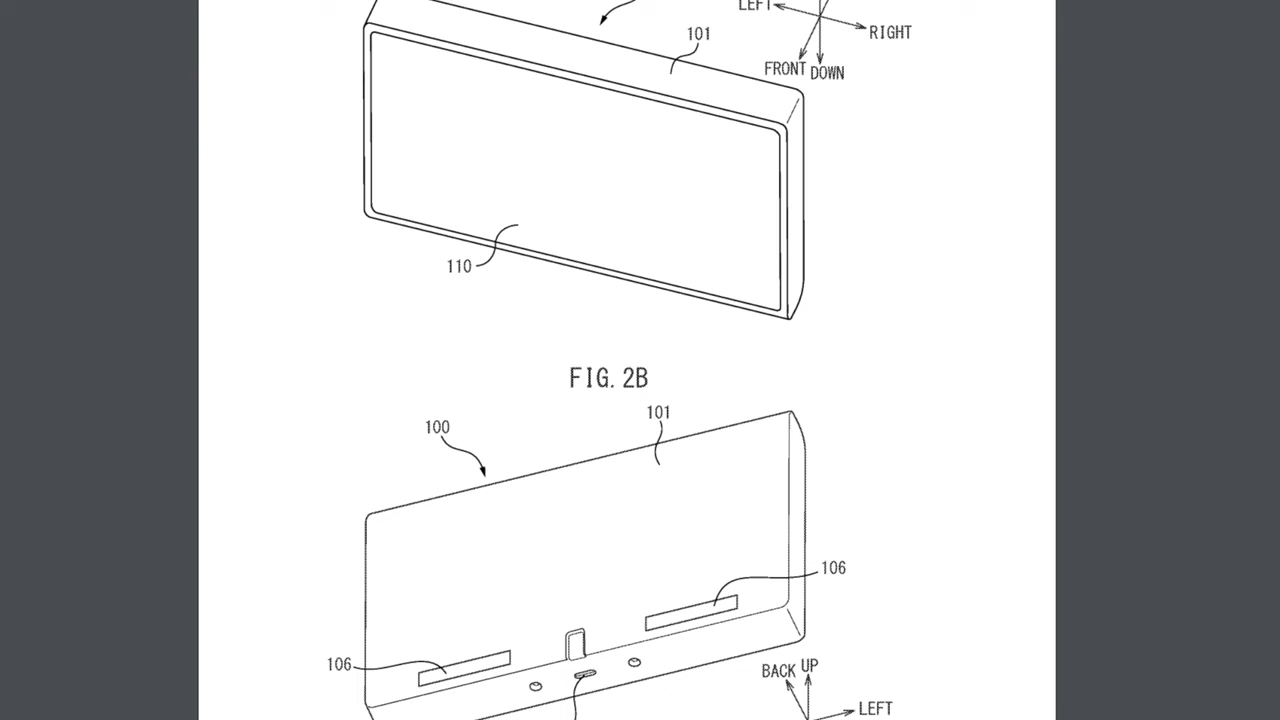 LEFT
RIGHT
101
FRONT
DOWN
110
FIG. 2B
101
100
106
106
BACK
UP
LEFT